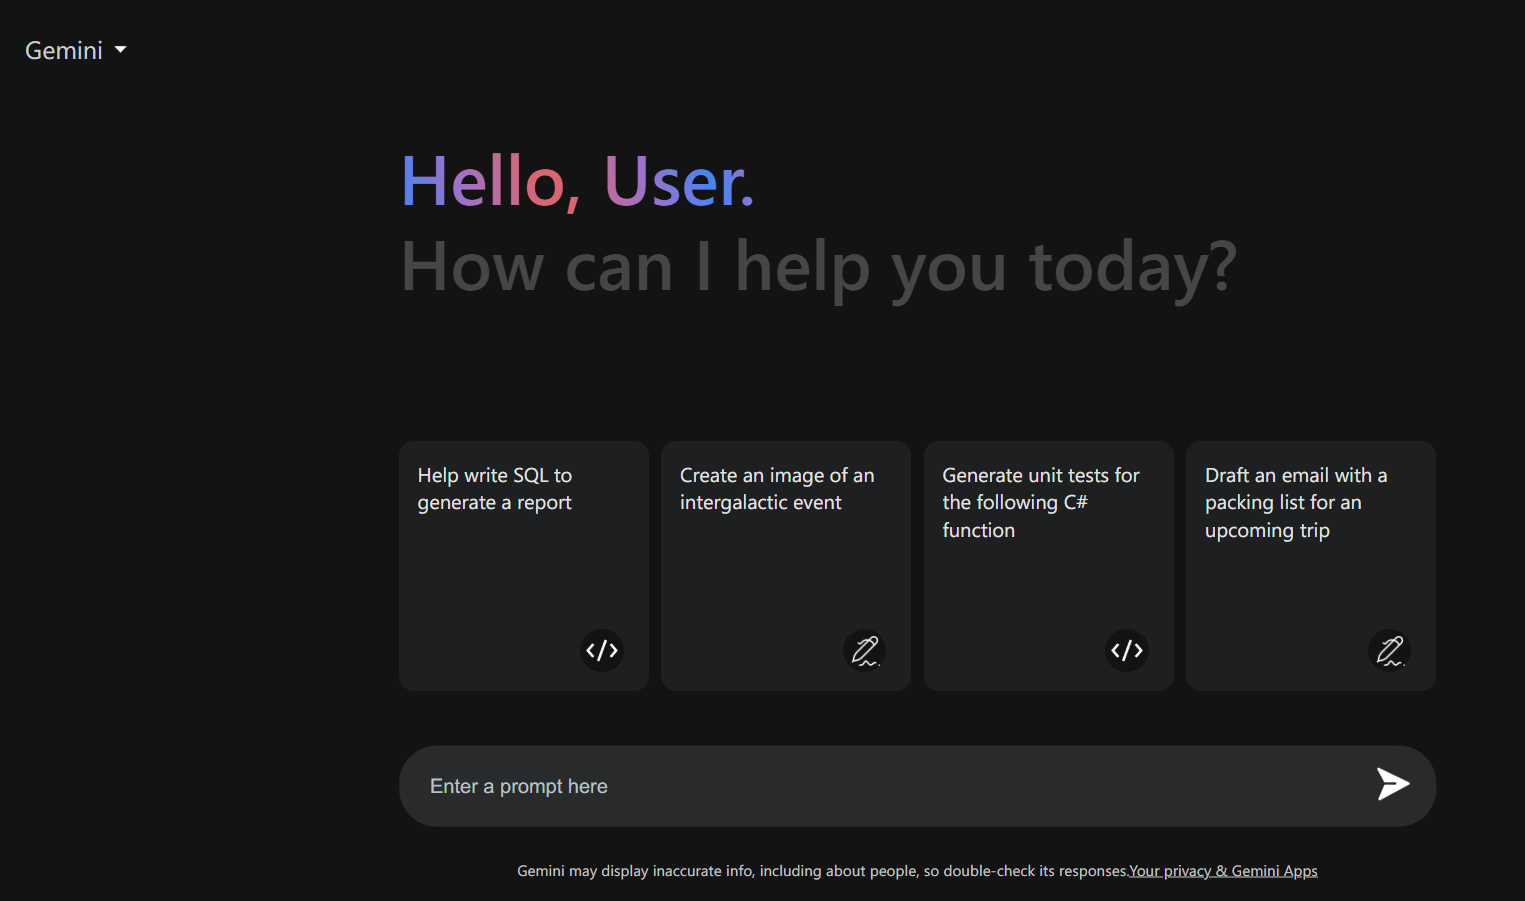 Gemini
Hello, User.
How can I help you today?
Help write SQL to
generate a report
Create an image of an
intergalactic event
Generate unit tests for
the following C#
function
Draft an email with a
packing list for an
upcoming trip
Enter a prompt here
Gemini may display inaccurate info, including about people, so double-check its responses.Your privacy & Gemini Apps